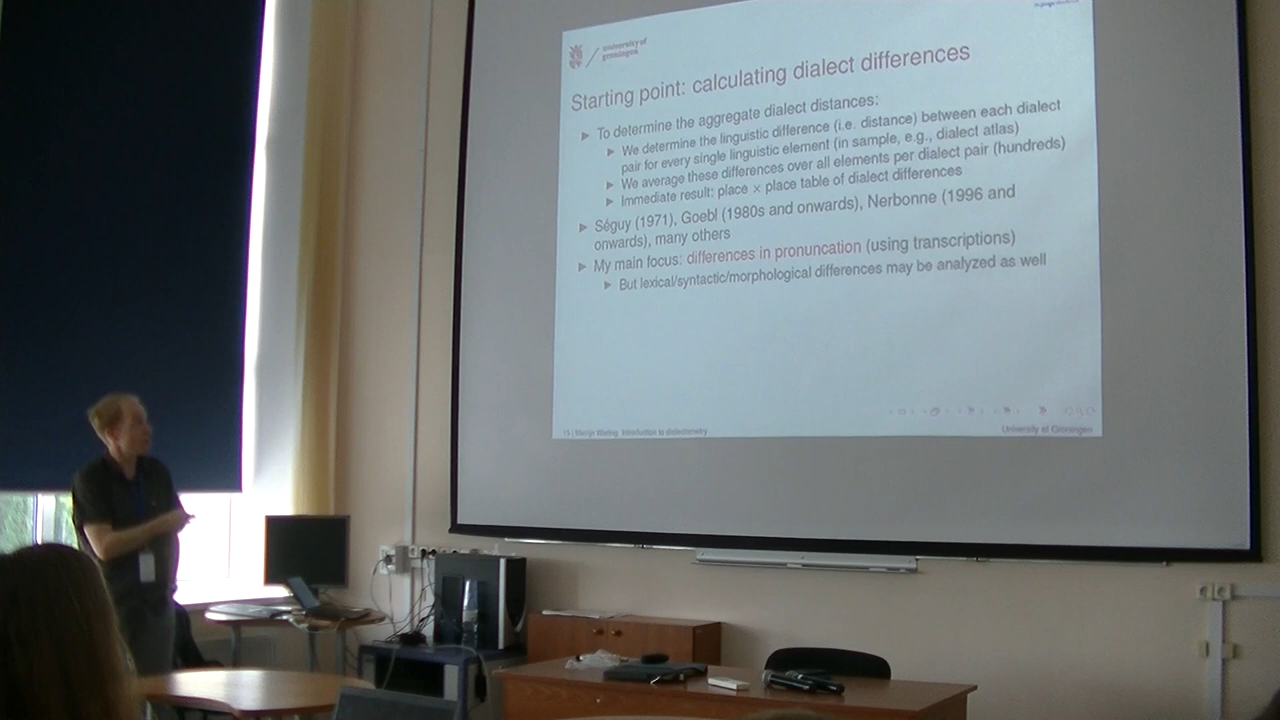 university of
groningen
Starting point: calculating dialect differences
To determine the aggregate dialect distances:
We determine the linguistic difference (i.e. distance) between each dialect
pair for every single linguistic element (in sample, e.g., dialect atlas)
We average these differences over all elements per dialect pair (hundreds)
Immediate result: place × place table of dialect differences
Séguy (1971), Goebl (1980s and onwards), Nerbonne (1996 and
onwards), many others
My main focus: differences in pronuncation (using transcriptions)
But lexical/syntactic/morphological differences may be analyzed as well
15 | Martijn Wieling Introduction to dialectometry
University of Groningen